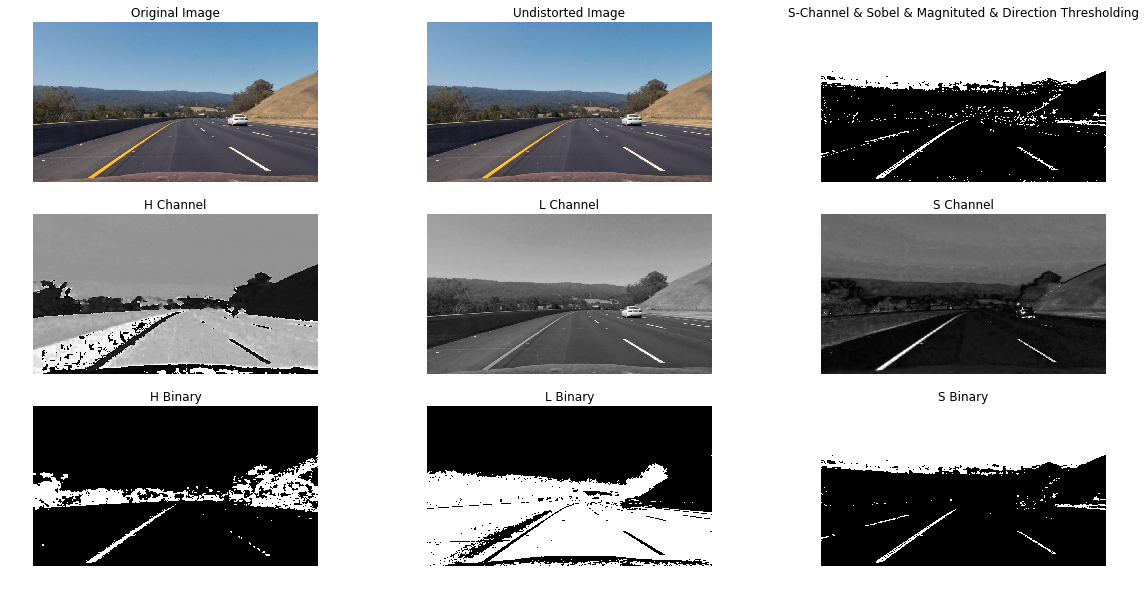 Original Image
Undistorted Image
S-Channel & Sobel & Magnituted & Direction Thresholding
H Channel
L Channel
S Channel
H Binary
L Binary
S Binary